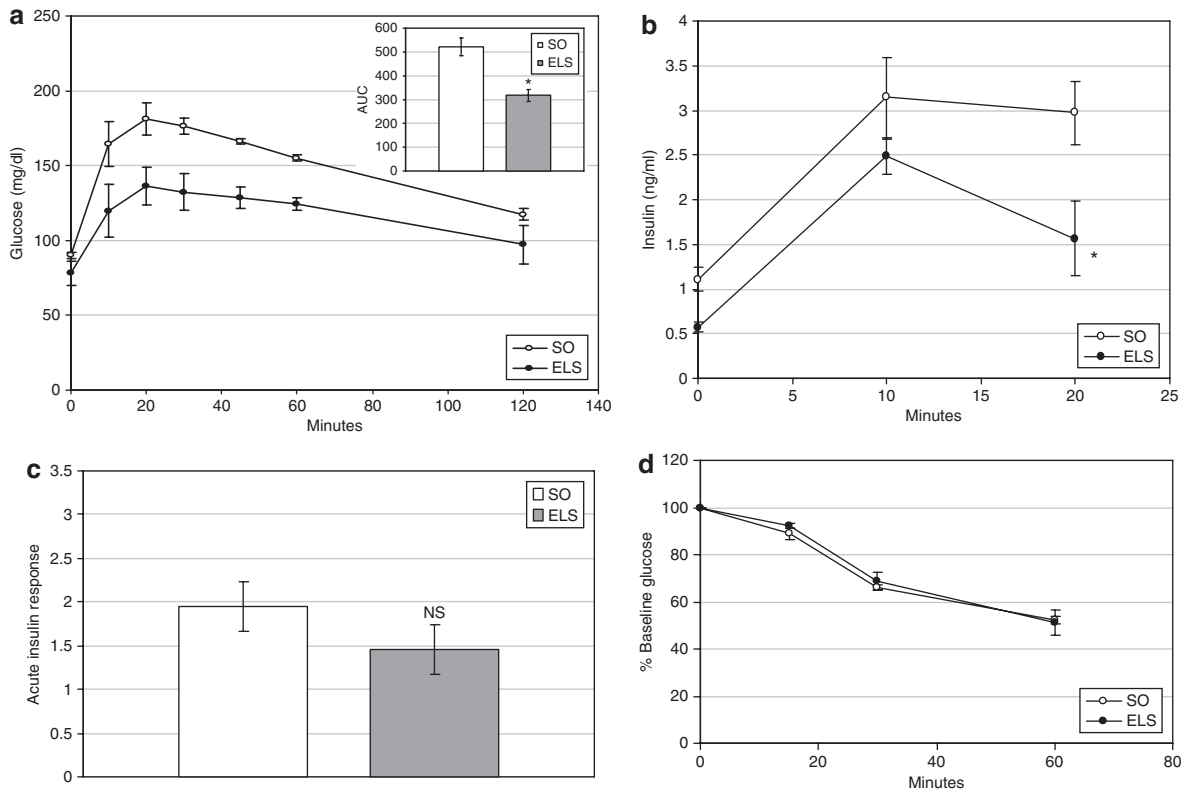 a
250
200
150
100
50
0
Glucose (mg/dl)
0 20 40 60 80 100 120 140
Minutes
SO
ELS
600
500
400
300
200
100
0
AUC
SO
ELS
*
b
4
3.5
3
2.5
2
1.5
1
0.5
0
Insulin (ng/ml)
0 5 10 15 20 25
Minutes
*
SO
ELS
c
3.5
3
2.5
2
1.5
1
0.5
0
Acute insulin response
NS
SO
ELS
d
120
100
80
60
40
20
0
% Baseline glucose
0 20 40 60 80
Minutes
SO
ELS